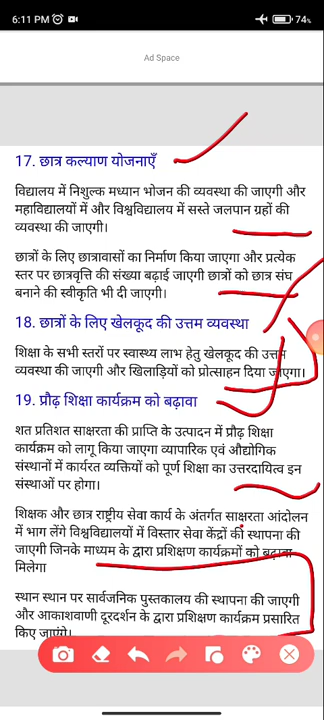 6:11 PM
74%
Ad Space
17. छात्र कल्याण योजनाएँ
विद्यालय में निशुल्क मध्यान भोजन की व्यवस्था की जाएगी और
महाविद्यालयों में और विश्वविद्यालय में सस्ते जलपान ग्रहों की
व्यवस्था की जाएगी।
छात्रों के लिए छात्रावासों का निर्माण किया जाएगा और प्रत्येक
स्तर पर छात्रवृत्ति की संख्या बढ़ाई जाएगी छात्रों को छात्र संघ
बनाने की स्वीकृति भी दी जाएगी।
18. छात्रों के लिए खेलकूद की उत्तम व्यवस्था
शिक्षा के सभी स्तरों पर स्वास्थ्य लाभ हेतु खेलकूद की उत्तम
व्यवस्था की जाएगी और खिलाड़ियों को प्रोत्साहन दिया जाएगा।
19. प्रौढ़ शिक्षा कार्यक्रम को बढ़ावा
शत प्रतिशत साक्षरता की प्राप्ति के उत्पादन में प्रौढ़ शिक्षा
कार्यक्रम को लागू किया जाएगा व्यापारिक एवं औद्योगिक
संस्थानों में कार्यरत व्यक्तियों को पूर्ण शिक्षा का उत्तरदायित्व इन
संस्थाओं पर होगा।
शिक्षक और छात्र राष्ट्रीय सेवा कार्य के अंतर्गत साक्षरता आंदोलन
में भाग लेंगे विश्वविद्यालयों में विस्तार सेवा केंद्रों की स्थापना की
जाएगी जिनके माध्यम के द्वारा प्रशिक्षण कार्यक्रमों को बढ़ावा
मिलेगा
स्थान स्थान पर सार्वजनिक पुस्तकालय की स्थापना की जाएगी
और आकाशवाणी दूरदर्शन के द्वारा प्रशिक्षण कार्यक्रम प्रसारित
किए जाएंगे।